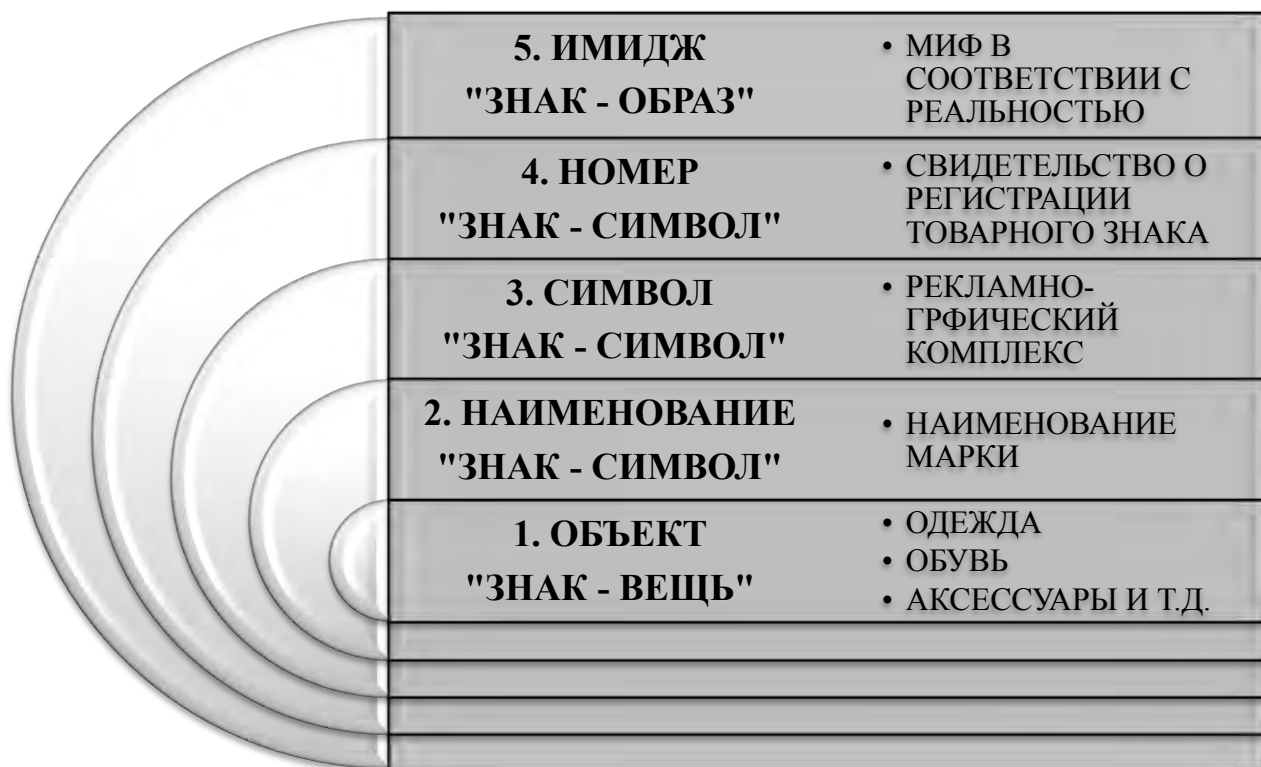 5. ИМИДЖ
"ЗНАК - ОБРАЗ"
• МИФ В
СООТВЕТСТВИИ С
РЕАЛЬНОСТЬЮ
4. НОМЕР
"ЗНАК - СИМВОЛ"
• СВИДЕТЕЛЬСТВО О
РЕГИСТРАЦИИ
ТОВАРНОГО ЗНАКА
3. СИМВОЛ
"ЗНАК - СИМВОЛ"
• РЕКЛАМНО-
ГРФИЧЕСКИЙ
КОМПЛЕКС
2. НАИМЕНОВАНИЕ
"ЗНАК - СИМВОЛ"
• НАИМЕНОВАНИЕ
МАРКИ
1. ОБЪЕКТ
"ЗНАК - ВЕЩЬ"
• ОДЕЖДА
• ОБУВЬ
• АКСЕССУАРЫ И Т.Д.